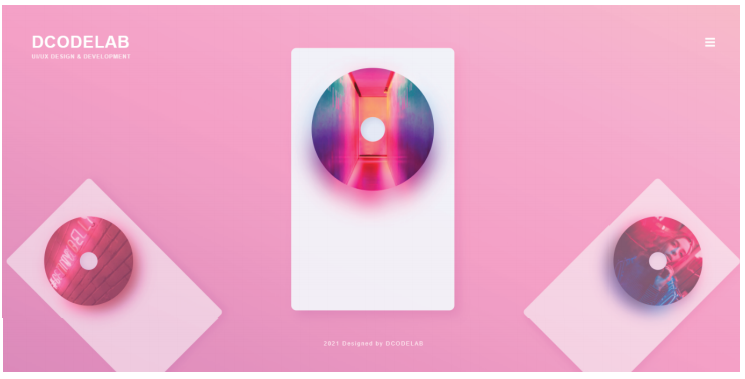 DCODELAB
UI/UX DESIGN & DEVELOPMENT
2021 Designed by DCODELAB